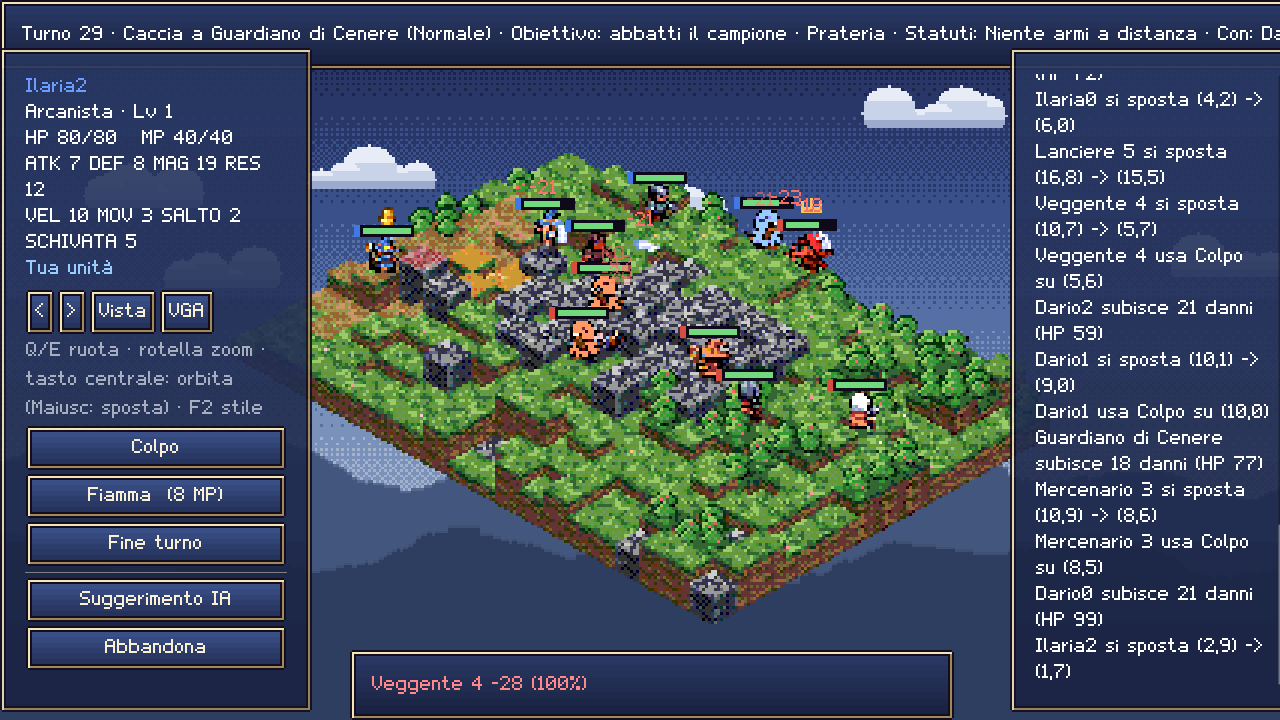 Turno 29 · Caccia a Guardiano di Cenere (Normale) · Obiettivo: abbatti il campione · Prateria · Statuti: Niente armi a distanza · Con: Da
Ilaria2
Arcanista · Lv 1
HP 80/80 MP 40/40
ATK 7 DEF 8 MAG 19 RES
12
VEL 10 MOV 3 SALTO 2
SCHIVATA 5
Tua unità
< > Vista VGA
Q/E ruota · rotella zoom ·
tasto centrale: orbita
(Maiusc: sposta) · F2 stile
Colpo
Fiamma (8 MP)
Fine turno
Suggerimento IA
Abbandona
Ilaria0 si sposta (4,2) ->
(6,0)
Lanciere 5 si sposta
(16,8) -> (15,5)
Veggente 4 si sposta
(10,7) -> (5,7)
Veggente 4 usa Colpo
su (5,6)
Dario2 subisce 21 danni
(HP 59)
Dario1 si sposta (10,1) ->
(9,0)
Dario1 usa Colpo su (10,0)
Guardiano di Cenere
subisce 18 danni (HP 77)
Mercenario 3 si sposta
(10,9) -> (8,6)
Mercenario 3 usa Colpo
su (8,5)
Dario0 subisce 21 danni
(HP 99)
Ilaria2 si sposta (2,9) ->
(1,7)
Veggente 4 -28 (100%)